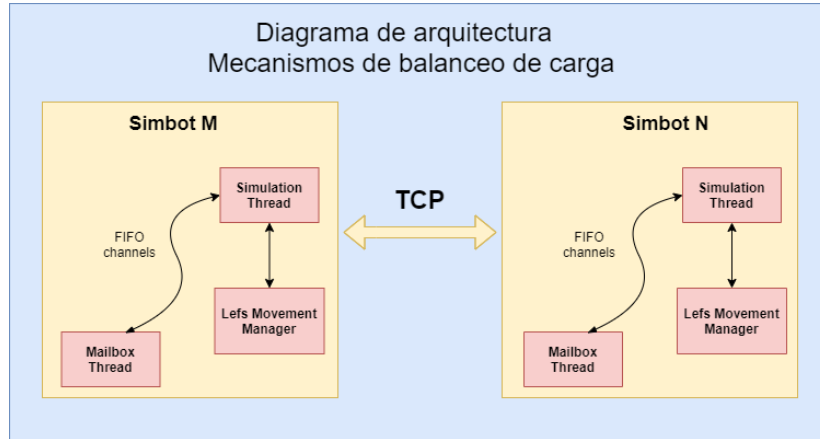 Diagrama de arquitectura
Mecanismos de balanceo de carga
Simbot M
Simulation
Thread
FIFO
channels
Lefs Movement
Manager
Mailbox
Thread
TCP
Simbot N
Simulation
Thread
FIFO
channels
Lefs Movement
Manager
Mailbox
Thread